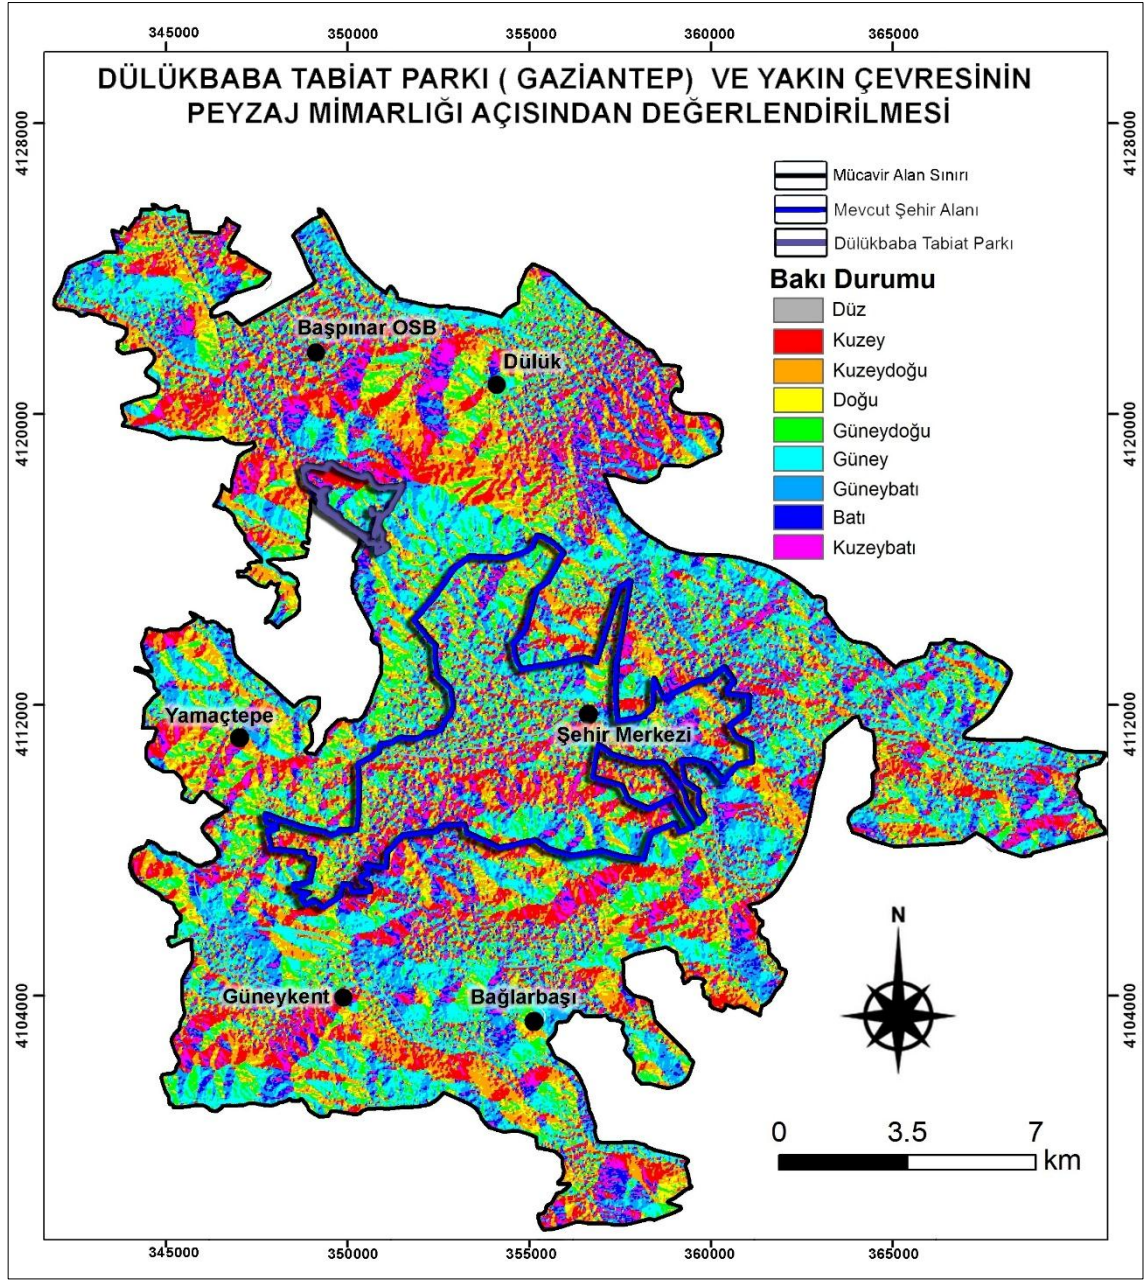 345000 350000 355000 360000 365000
DÜLÜKBABA TABİAT PARKI ( GAZİANTEP) VE YAKIN ÇEVRESİNİN
PEYZAJ MİMARLIĞI AÇISINDAN DEĞERLENDİRİLMESİ
4128000 4128000
Mücavir Alan Sınırı
Mevcut Şehir Alanı
Dülükbaba Tabiat Parkı
Bakı Durumu
Düz
Kuzey
Kuzeydoğu
Doğu
Güneydoğu
Güney
Güneybatı
Batı
Kuzeybatı
Başpınar OSB
Dülük
4120000 4120000
Yamaçtepe
Şehir Merkezi
4112000 4112000
Güneykent
Bağlarbaşı
4104000 4104000
N
0 3.5 7
km
345000 350000 355000 360000 365000